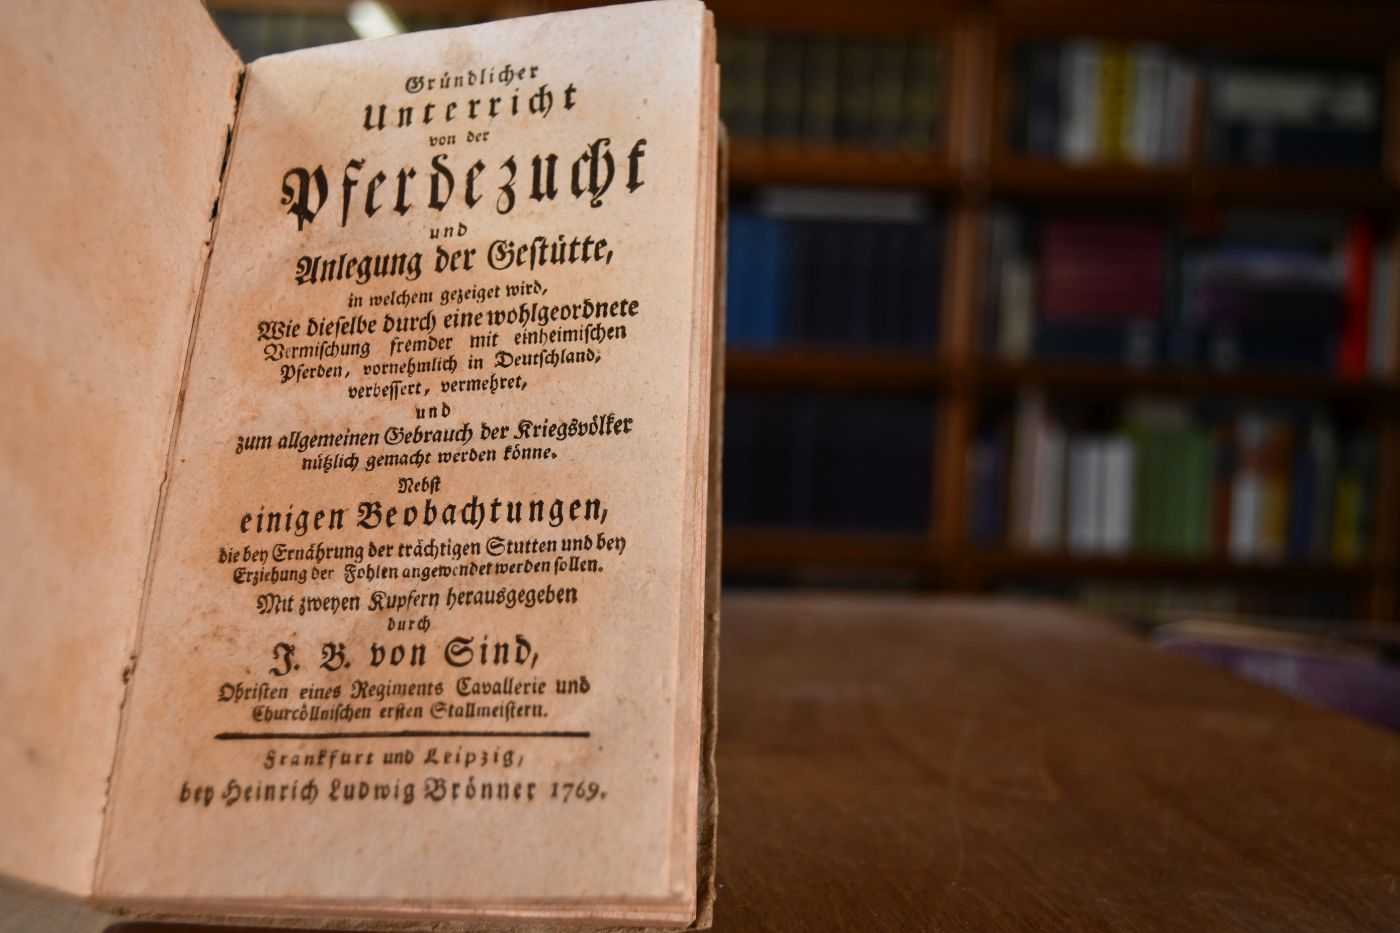 Gründlicher
Unterricht
von der
Pferdezucht
und
Anlegung der Geſtütte,
in welchem gezeiget wird,
Wie dieſelbe durch eine wohlgeordnete
Vermiſchung fremder mit einheimiſchen
Pferden, vornehmlich in Deutſchland,
verbeſſert, vermehret,
und
zum allgemeinen Gebrauch der Kriegsvölker
nützlich gemacht werden könne.
Nebſt
einigen Beobachtungen,
die bey Ernährung der trächtigen Stutten und bey
Erziehung der Fohlen angewendet werden ſollen.
Mit zweyen Kupfern herausgegeben
durch
J. B. von Sind,
Obriſten eines Regiments Cavallerie und
Churcöllniſchen erſten Stallmeiſtern.
Frankfurt und Leipzig,
bey Heinrich Ludwig Brönner 1769.